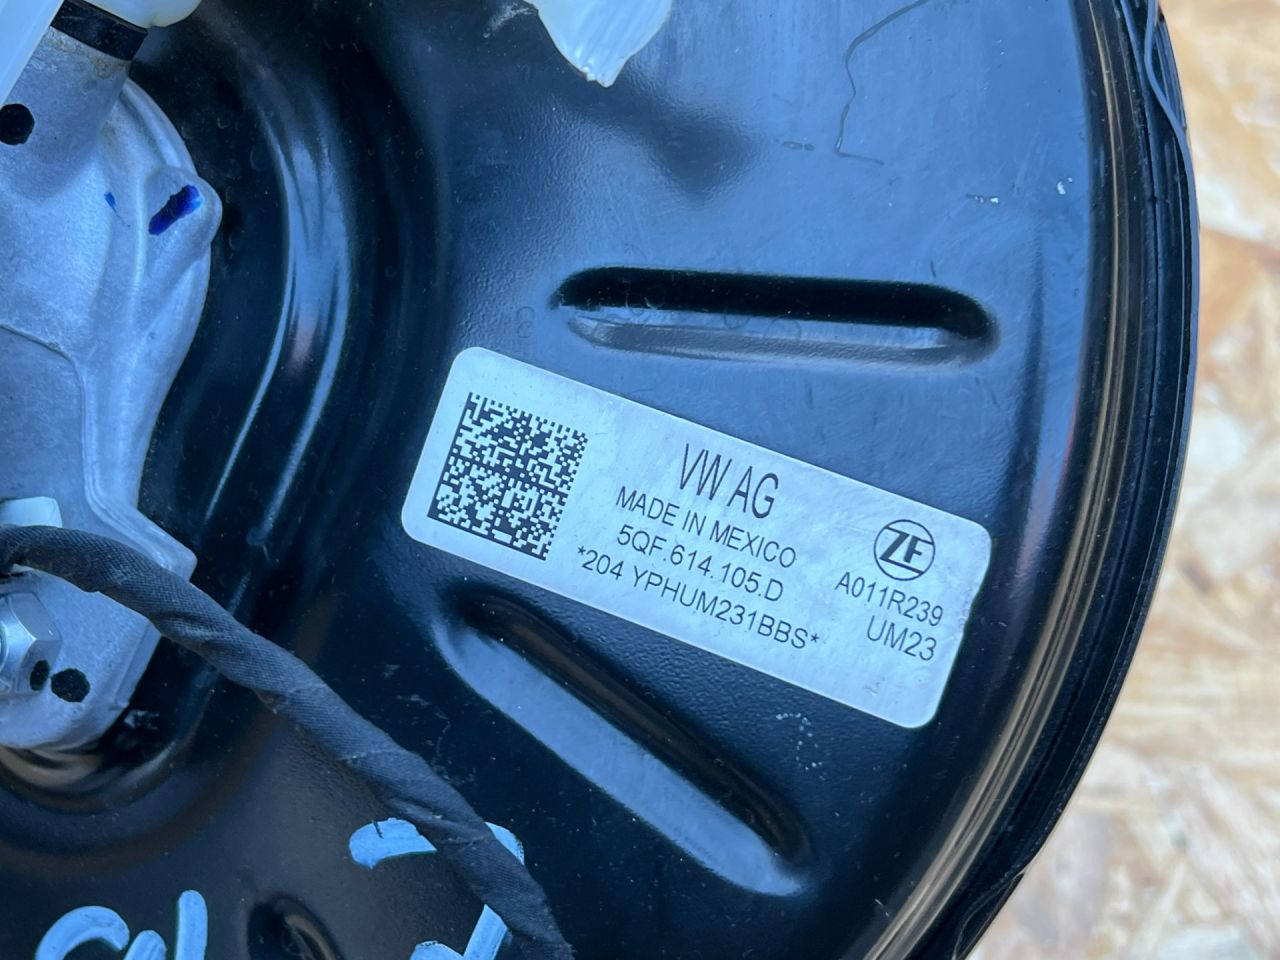 VW AG
MADE IN MEXICO
5QF.614.105.D
*204 YPHUM231BBS*
ZF
A011R239
UM23